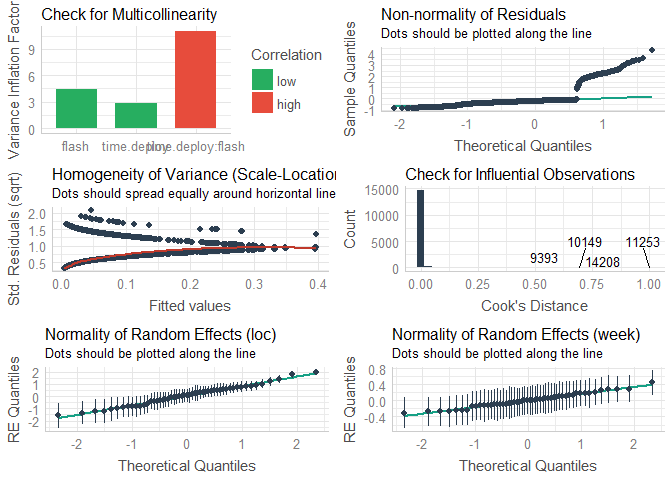 Check for Multicollinearity
Variance Inflation Factor
9
6
3
0
flash
time.deploy
time.deploy:flash
Correlation
low
high
Non-normality of Residuals
Dots should be plotted along the line
Sample Quantiles
4
3
2
1
0
-1
-2
-1
0
1
Theoretical Quantiles
Homogeneity of Variance (Scale-Location
Dots should spread equally around horizontal line
Std. Residuals (sqrt)
2.0
1.5
1.0
0.5
0.0
0.1
0.2
0.3
0.4
Fitted values
Check for Influential Observations
Count
15000
10000
5000
0
9393
10149
14208
11253
0.00
0.25
0.50
0.75
1.00
Cook's Distance
Normality of Random Effects (loc)
Dots should be plotted along the line
RE Quantiles
2
1
0
-1
-2
-2
-1
0
1
2
Theoretical Quantiles
Normality of Random Effects (week)
Dots should be plotted along the line
RE Quantiles
0.8
0.4
0.0
-0.4
-2
-1
0
1
2
Theoretical Quantiles